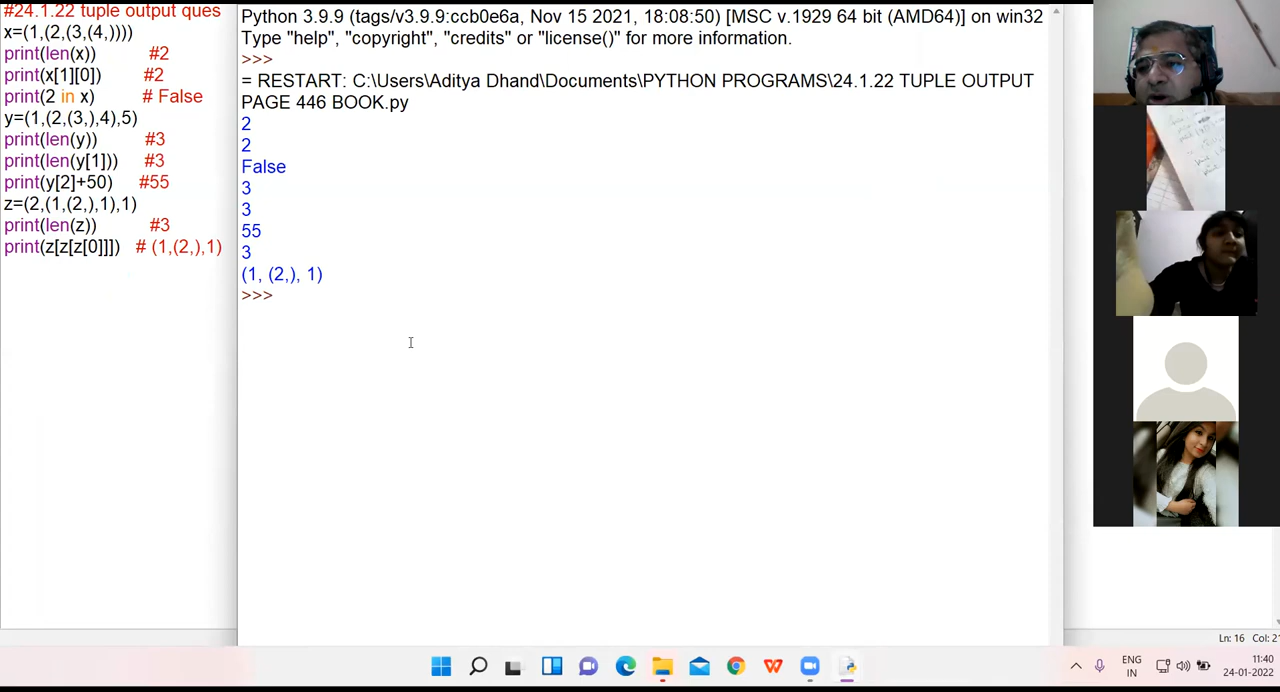 #24.1.22 tuple output ques
x=(1,(2,(3,(4,))))
print(len(x)) #2
print(x[1][0]) #2
print(2 in x) # False
y=(1,(2,(3,),4),5)
print(len(y)) #3
print(len(y[1])) #3
print(y[2]+50) #55
z=(2,(1,(2,),1),1)
print(len(z)) #3
print(z[z[z[0]]]) # (1,(2,),1)
Python 3.9.9 (tags/v3.9.9:ccb0e6a, Nov 15 2021, 18:08:50) [MSC v.1929 64 bit (AMD64)] on win32
Type "help", "copyright", "credits" or "license()" for more information.
>>>
= RESTART: C:\Users\Aditya Dhand\Documents\PYTHON PROGRAMS\24.1.22 TUPLE OUTPUT
PAGE 446 BOOK.py
2
2
False
3
3
55
3
(1, (2,), 1)
>>>
Ln: 16 Col: 21
ENG
IN
11:40
24-01-2022